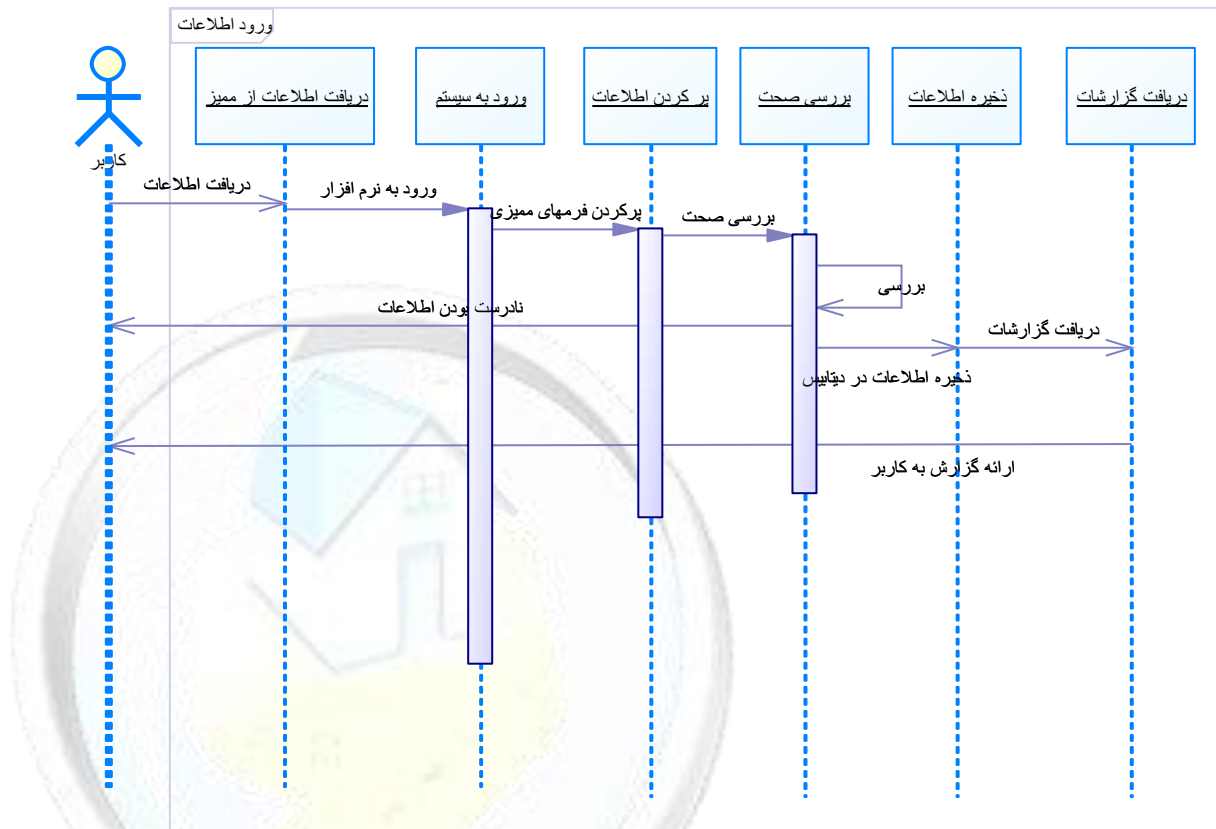 ورود اطلاعات
دریافت اطلاعات از ممیز
ورود به سیستم
پر کردن اطلاعات
بررسی صحت
ذخیره اطلاعات
دریافت گزارشات
کاربر
دریافت اطلاعات
ورود به نرم افزار
پرکردن فرمهای ممیزی
بررسی صحت
بررسی
نادرست بودن اطلاعات
دریافت گزارشات
ذخیره اطلاعات در دیتابیس
ارائه گزارش به کاربر